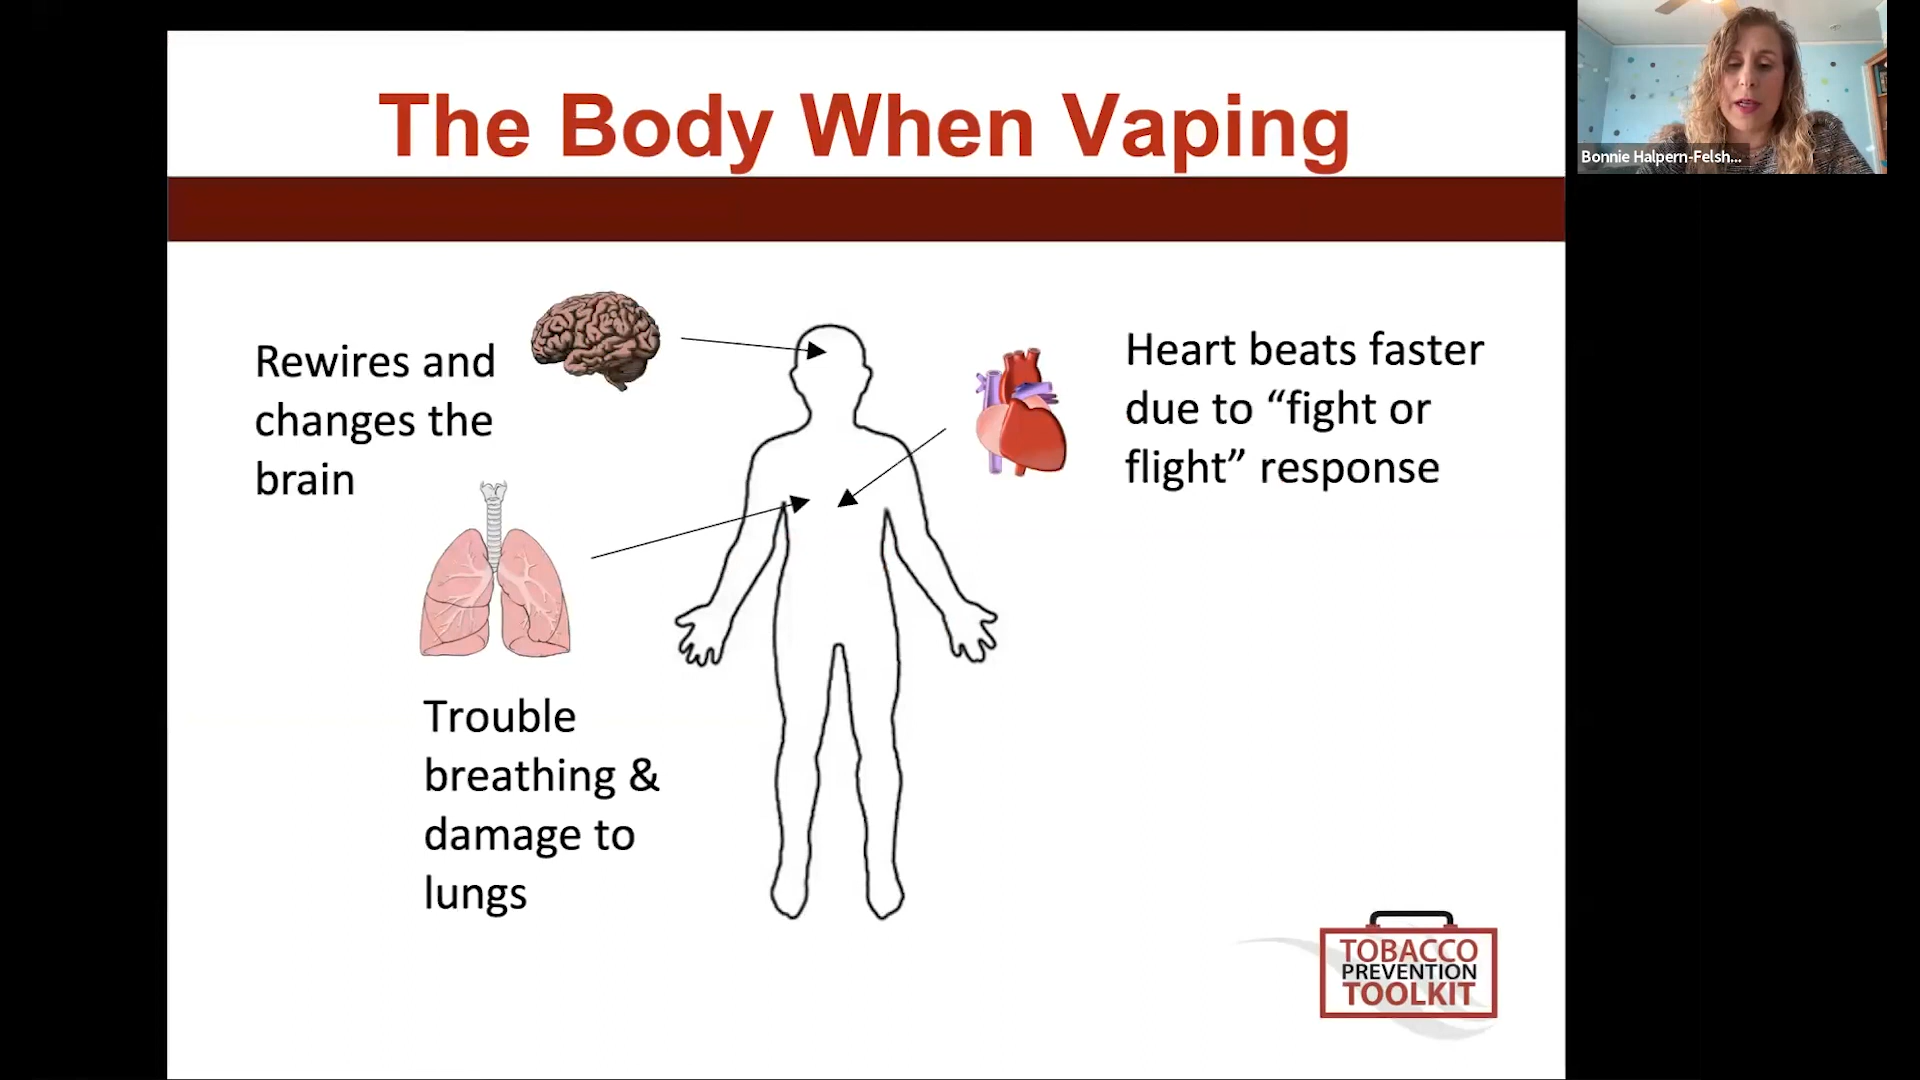 The Body When Vaping
Bonnie Halpern-Felsh...
Rewires and
changes the
brain
Heart beats faster
due to “fight or
flight” response
Trouble
breathing &
damage to
lungs
TOBACCO
PREVENTION
TOOLKIT